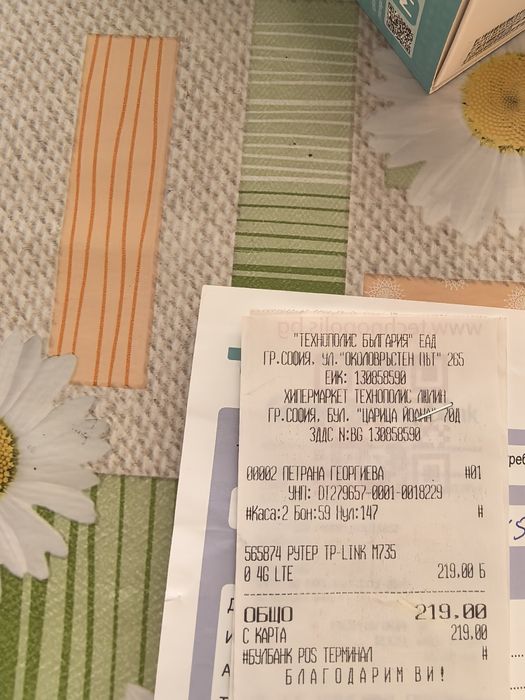 "ТЕХНОПОЛИС БЪЛГАРИЯ" ЕАД
ГР.СОФИЯ, УЛ."ОКОЛОВРЪСТЕН ПЪТ" 265
ЕИК: 130858590
ХИПЕРМАРКЕТ ТЕХНОПОЛИС ЛЮЛИН
ГР.СОФИЯ, БУЛ. "ЦАРИЦА ЙОАНА" 70Д
ЗДДС N:BG 130858590
00002 ПЕТРАНА ГЕОРГИЕВА #01
УНП: DT279657-0001-0018229
#Каса:2 Бон:59 Нул:147 #
565874 РУТЕР TP-LINK M735
0 4G LTE 219.00 Б
ОБЩО 219.00
С КАРТА 219.00
#БУЛБАНК POS ТЕРМИНАЛ #
БЛАГОДАРИМ ВИ!